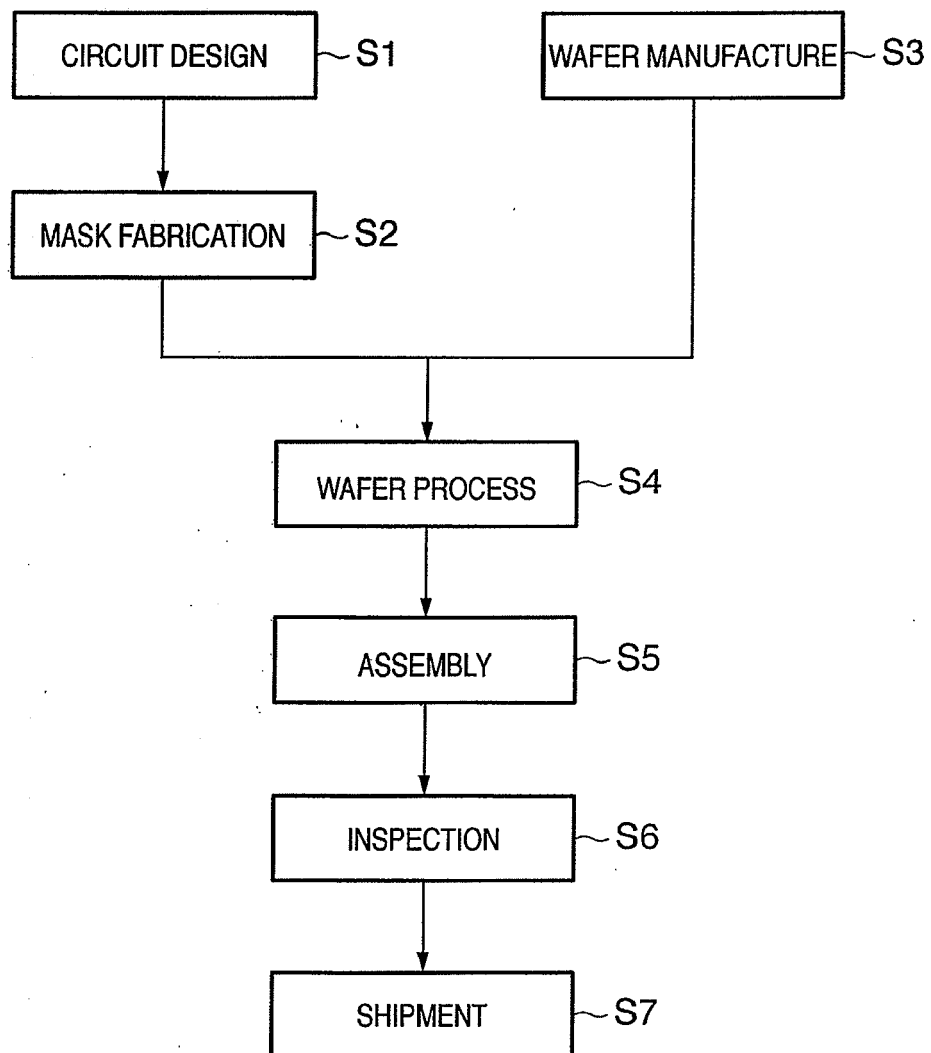 CIRCUIT DESIGN S1
WAFER MANUFACTURE S3
MASK FABRICATION S2
WAFER PROCESS S4
ASSEMBLY S5
INSPECTION S6
SHIPMENT S7